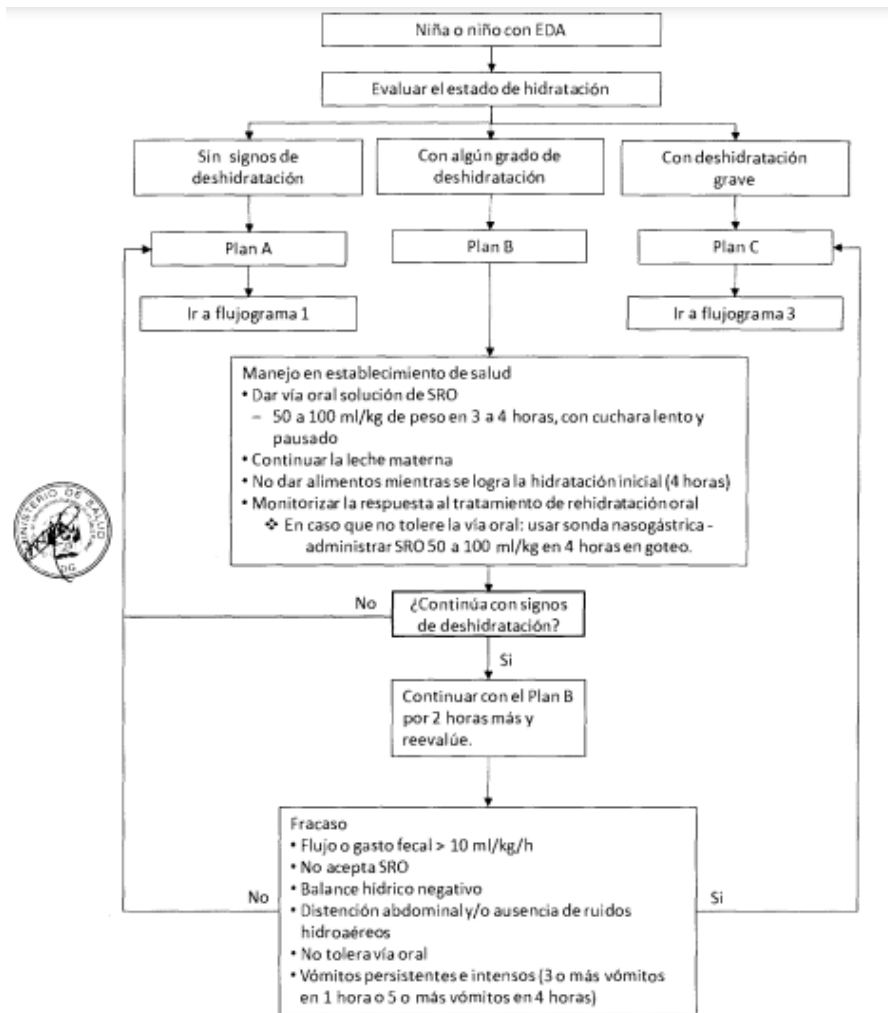 Niña o niño con EDA
Evaluar el estado de hidratación
Sin signos de
deshidratación
Con algún grado de
deshidratación
Con deshidratación
grave
Plan A
Plan B
Plan C
Ir a flujograma 1
Ir a flujograma 3
Manejo en establecimiento de salud
• Dar vía oral solución de SRO
– 50 a 100 ml/kg de peso en 3 a 4 horas, con cuchara lento y
pausado
• Continuar la leche materna
• No dar alimentos mientras se logra la hidratación inicial (4 horas)
• Monitorizar la respuesta al tratamiento de rehidratación oral
❖ En caso que no tolere la vía oral: usar sonda nasogástrica -
administrar SRO 50 a 100 ml/kg en 4 horas en goteo.
MINISTERIO DE SALUD
DG
No
¿Continúa con signos
de deshidratación?
Si
Continuar con el Plan B
por 2 horas más y
reevalúe.
Fracaso
• Flujo o gasto fecal > 10 ml/kg/h
• No acepta SRO
• Balance hídrico negativo
• Distención abdominal y/o ausencia de ruidos
hidroaéreos
• No tolera vía oral
• Vómitos persistentes e intensos (3 o más vómitos
en 1 hora o 5 o más vómitos en 4 horas)
No
Si